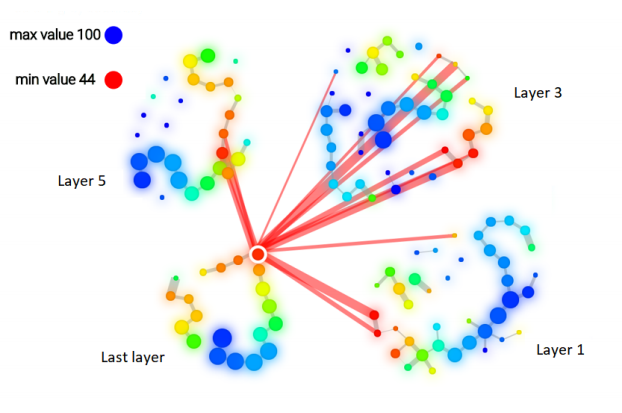 max value 100
min value 44
Layer 3
Layer 5
Last layer
Layer 1